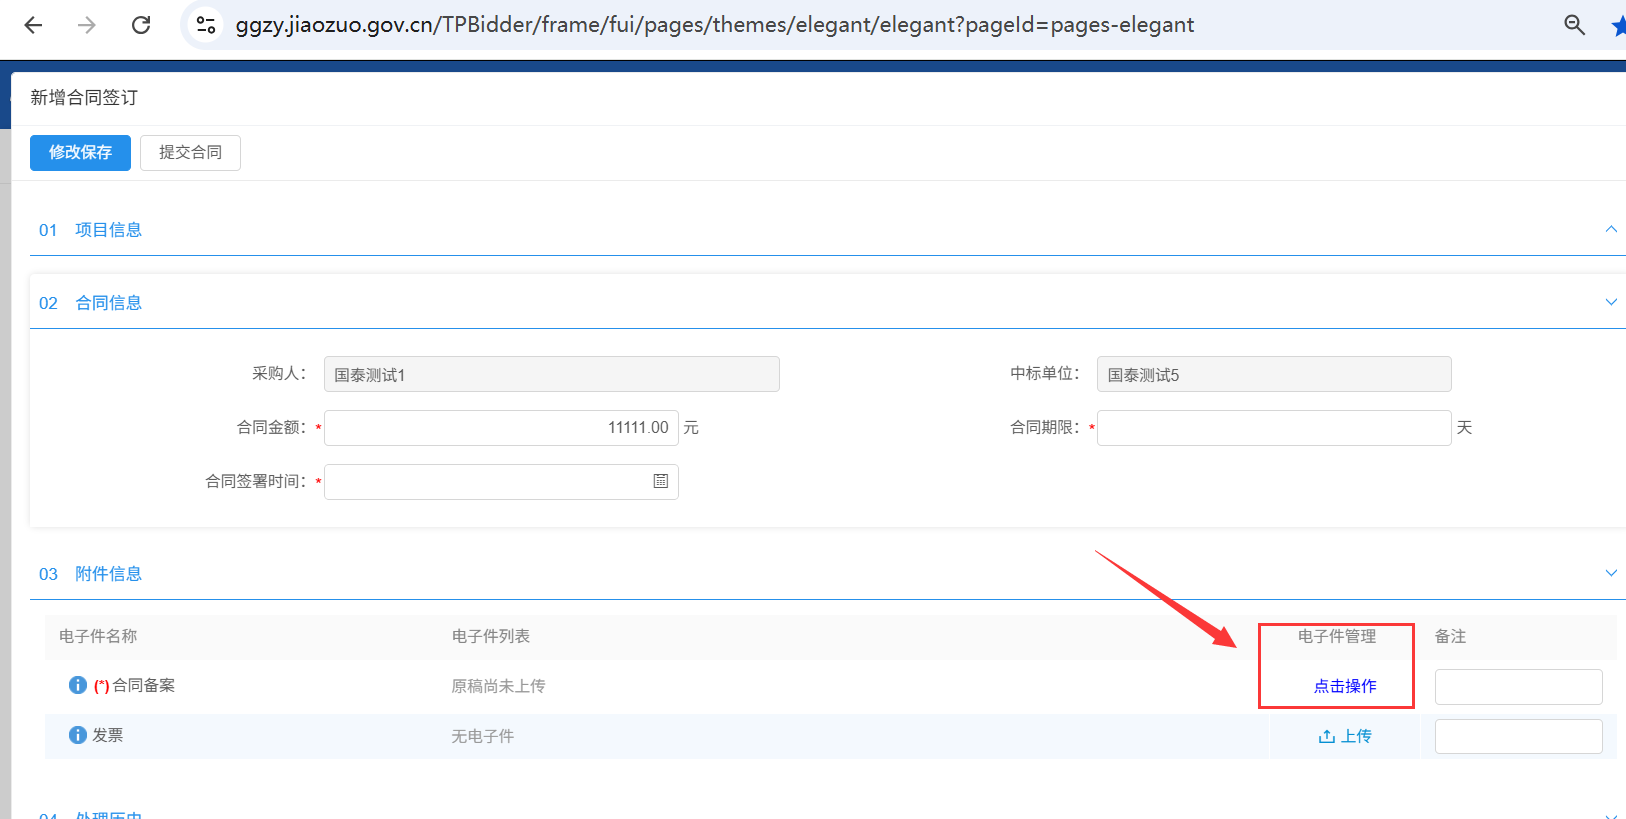 ggzy.jiaozuo.gov.cn/TPBidder/frame/fui/pages/themes/elegant/elegant?pageId=pages-elegant
新增合同签订
修改保存 提交合同
01 项目信息
02 合同信息
采购人： 国泰测试1 中标单位： 国泰测试5
合同金额：* 11111.00 元 合同期限：* 天
合同签署时间：*
03 附件信息
电子件名称 电子件列表 电子件管理 备注
(*) 合同备案 原稿尚未上传 点击操作
发票 无电子件 上传
04 处理历史